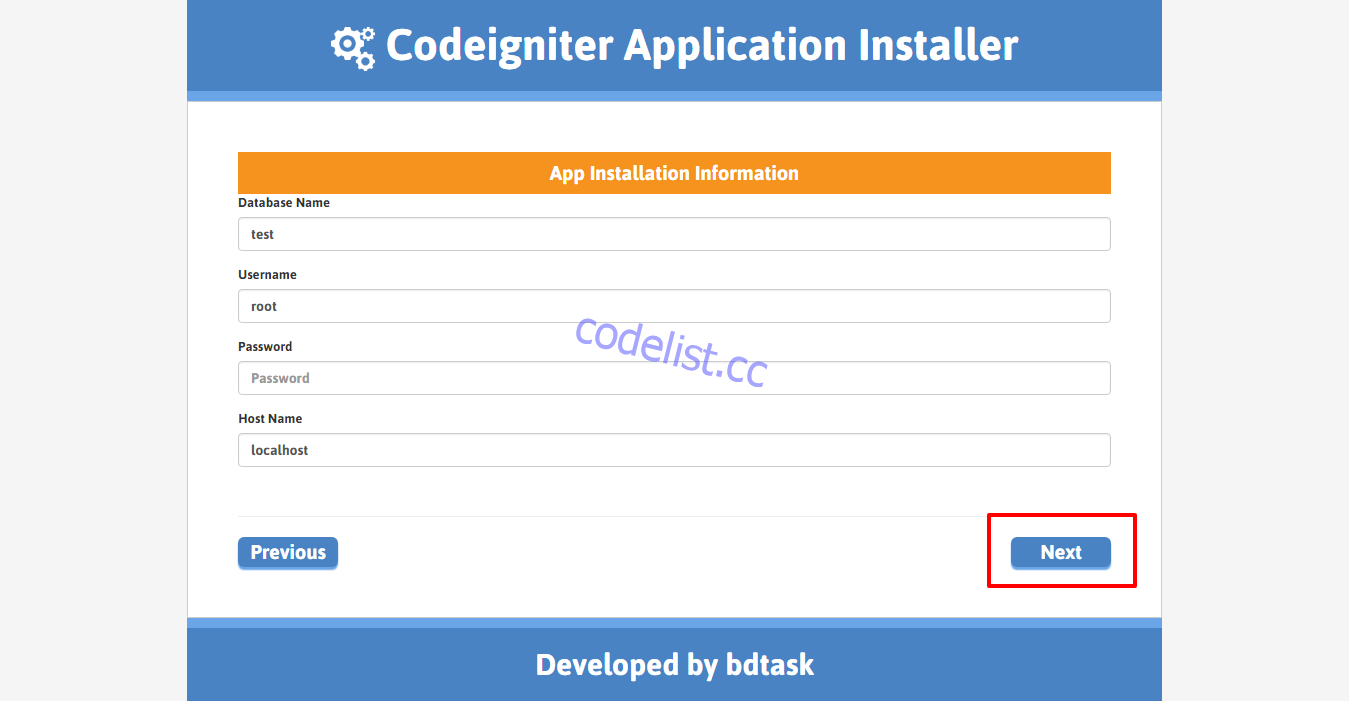 Codeigniter Application Installer
App Installation Information
Database Name
test
Username
root
codelist.cc
Password
Password
Host Name
localhost
Previous
Next
Developed by bdtask